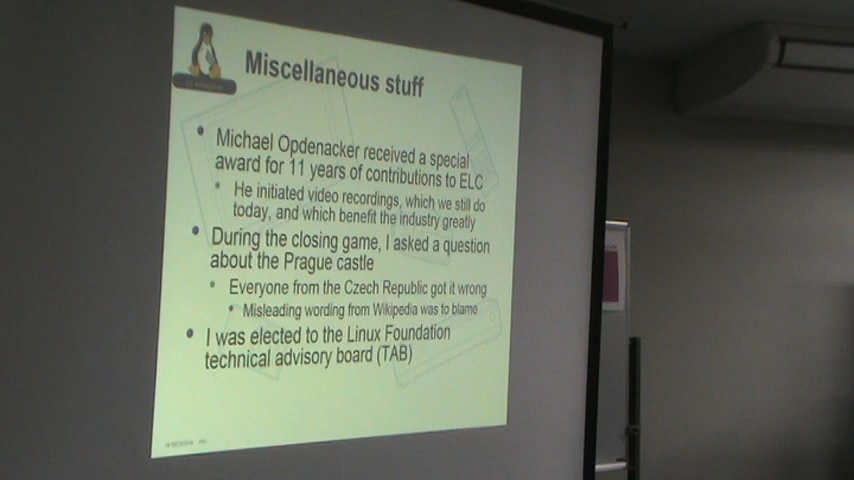 Miscellaneous stuff
• Michael Opdenacker received a special
award for 11 years of contributions to ELC
• He initiated video recordings, which we still do
today, and which benefit the industry greatly
• During the closing game, I asked a question
about the Prague castle
• Everyone from the Czech Republic got it wrong
• Misleading wording from Wikipedia was to blame
• I was elected to the Linux Foundation
technical advisory board (TAB)